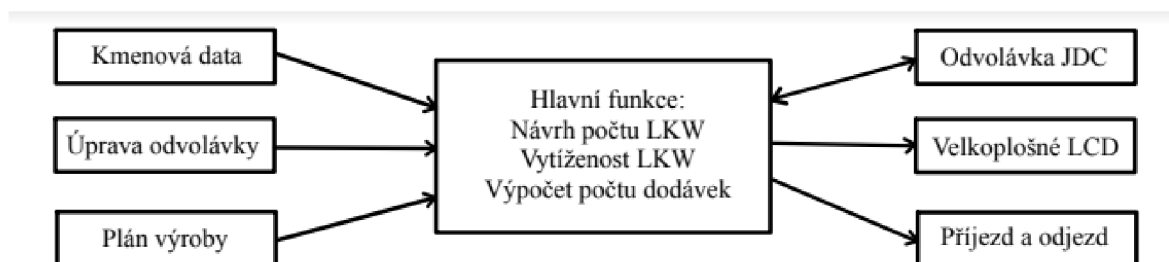 Kmenová data
Úprava odvolávky
Plán výroby
Hlavní funkce:
Návrh počtu LKW
Vytíženost LKW
Výpočet počtu dodávek
Odvolávka JDC
Velkoplošné LCD
Příjezd a odjezd